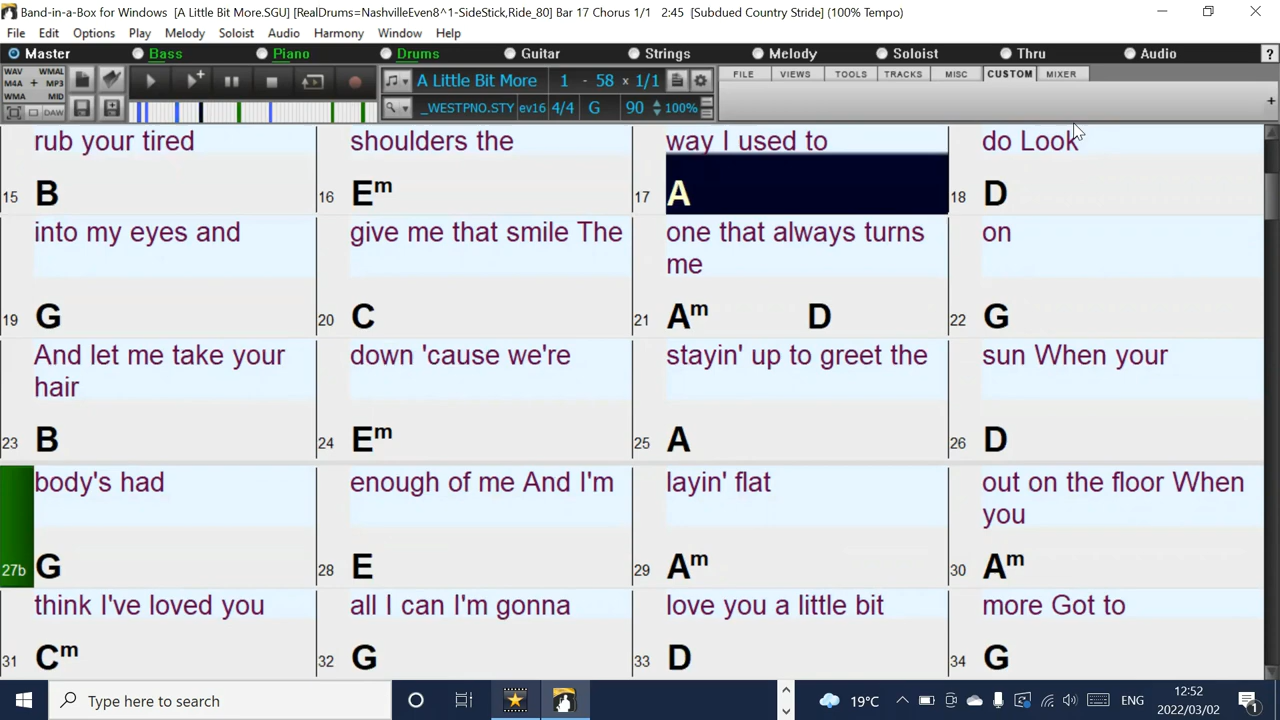 Band-in-a-Box for Windows [A Little Bit More.SGU] [RealDrums=NashvilleEven8^1-SideStick,Ride_80] Bar 17 Chorus 1/1 2:45 [Subdued Country Stride] (100% Tempo)
File Edit Options Play Melody Soloist Audio Harmony Window Help
Master Bass Piano Drums Guitar Strings Melody Soloist Thru Audio ?
WAV WMAL
M4A + MP3
WMA MID
DAW
A Little Bit More 1 - 58 x 1/1
_WESTPNO.STY ev16 4/4 G 90 100%
FILE VIEWS TOOLS TRACKS MISC CUSTOM MIXER
+
rub your tired shoulders the way I used to do Look
15 B 16 Em 17 A 18 D
into my eyes and give me that smile The one that always turns on
me
19 G 20 C 21 Am D 22 G
And let me take your down 'cause we're stayin' up to greet the sun When your
hair
23 B 24 Em 25 A 26 D
body's had enough of me And I'm layin' flat out on the floor When
you
27b G 28 E 29 Am 30 Am
think I've loved you all I can I'm gonna love you a little bit more Got to
31 Cm 32 G 33 D 34 G
Type here to search 19°C ENG 12:52
2022/03/02 1